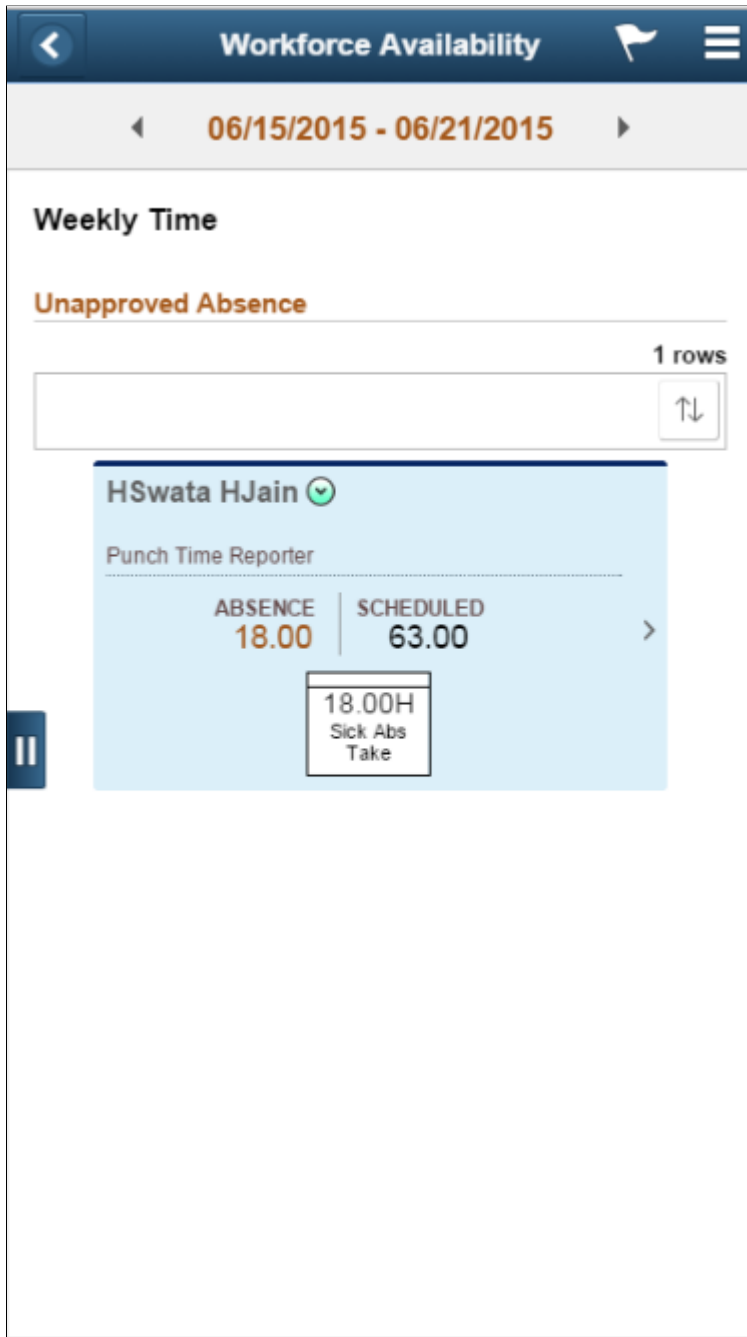 Workforce Availability
06/15/2015 - 06/21/2015
Weekly Time
Unapproved Absence
1 rows
HSwata HJain
Punch Time Reporter
ABSENCE SCHEDULED
18.00 63.00
18.00H
Sick Abs
Take